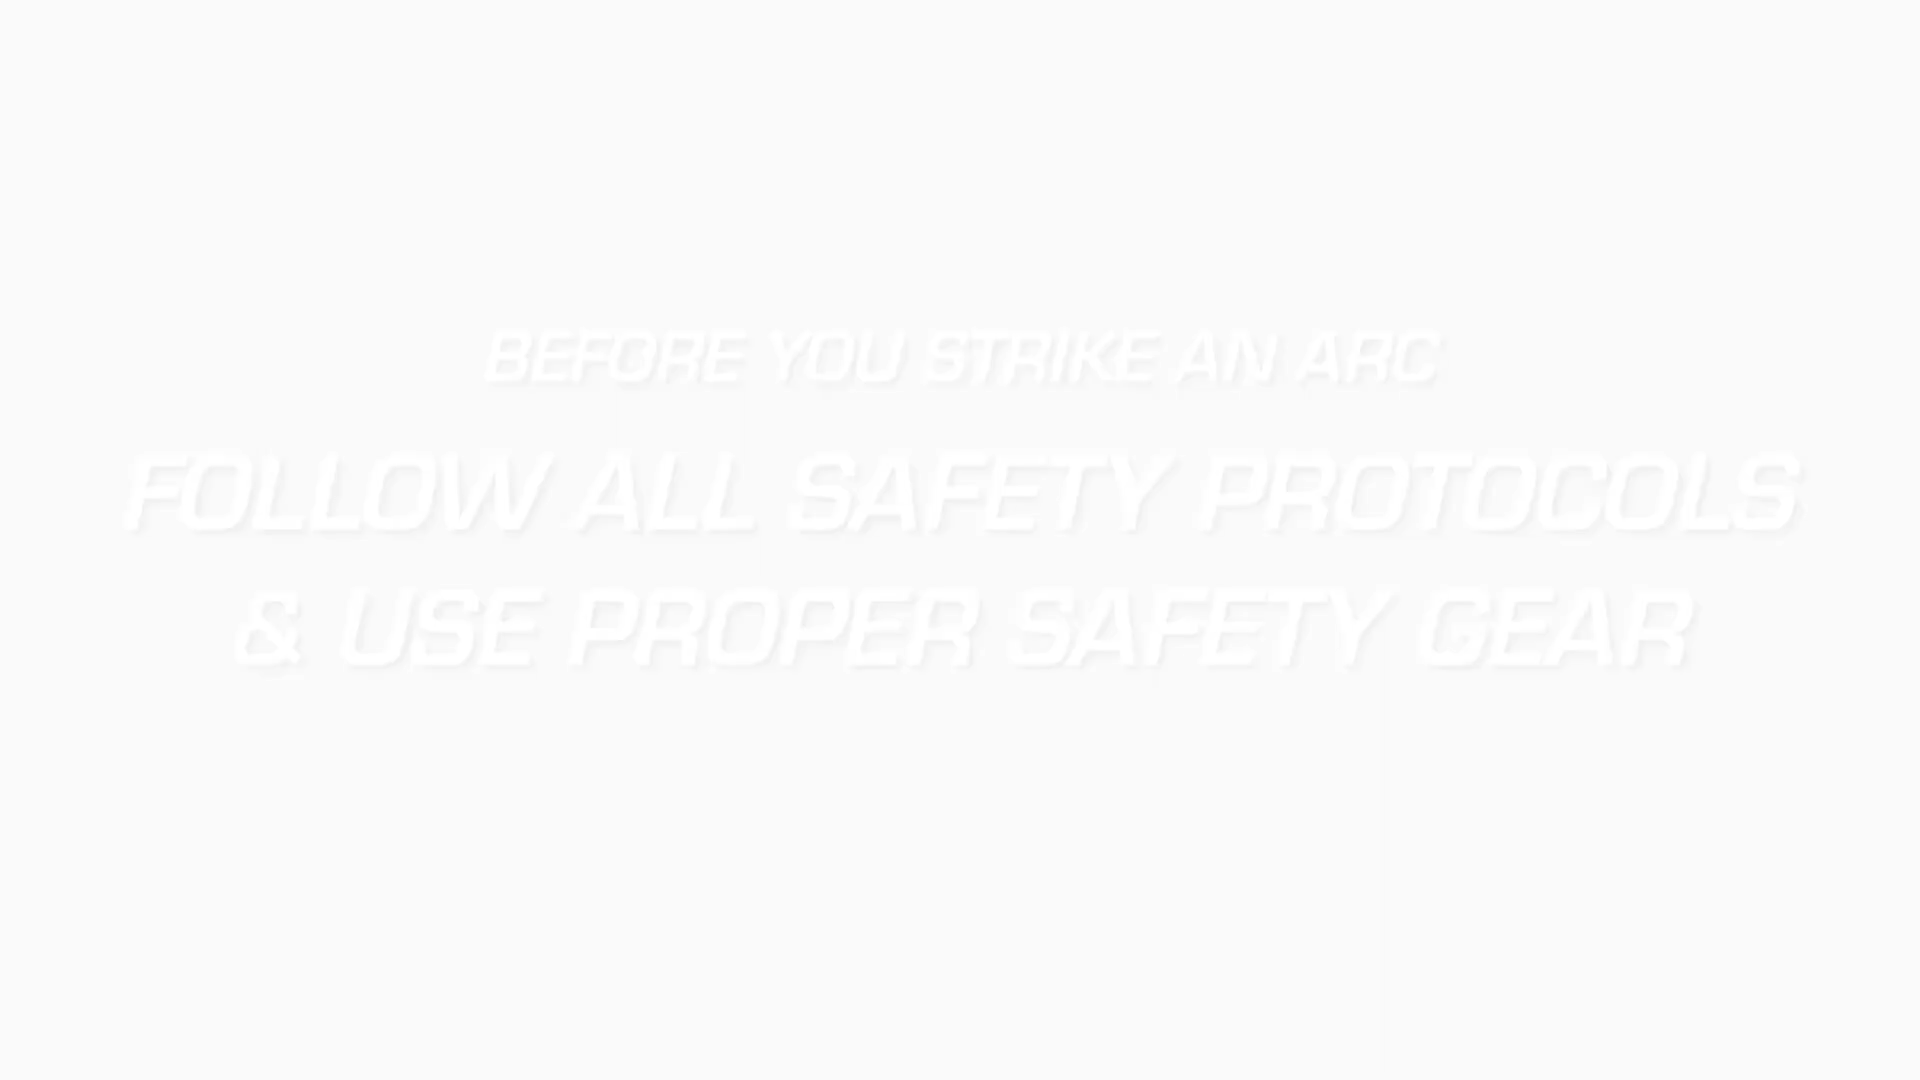 BEFORE YOU STRIKE AN ARC
FOLLOW ALL SAFETY PROTOCOLS
& USE PROPER SAFETY GEAR